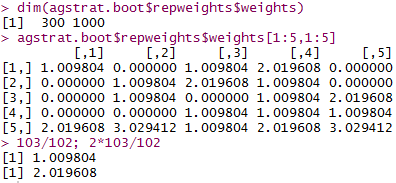 > dim(agstrat.boot$repweights$weights)
[1] 300 1000
> agstrat.boot$repweights$weights[1:5,1:5]
[,1] [,2] [,3] [,4] [,5]
[1,] 1.009804 0.000000 1.009804 2.019608 0.000000
[2,] 0.000000 1.009804 2.019608 1.009804 0.000000
[3,] 0.000000 1.009804 0.000000 1.009804 2.019608
[4,] 0.000000 0.000000 1.009804 1.009804 1.009804
[5,] 2.019608 3.029412 1.009804 2.019608 3.029412
> 103/102; 2*103/102
[1] 1.009804
[1] 2.019608